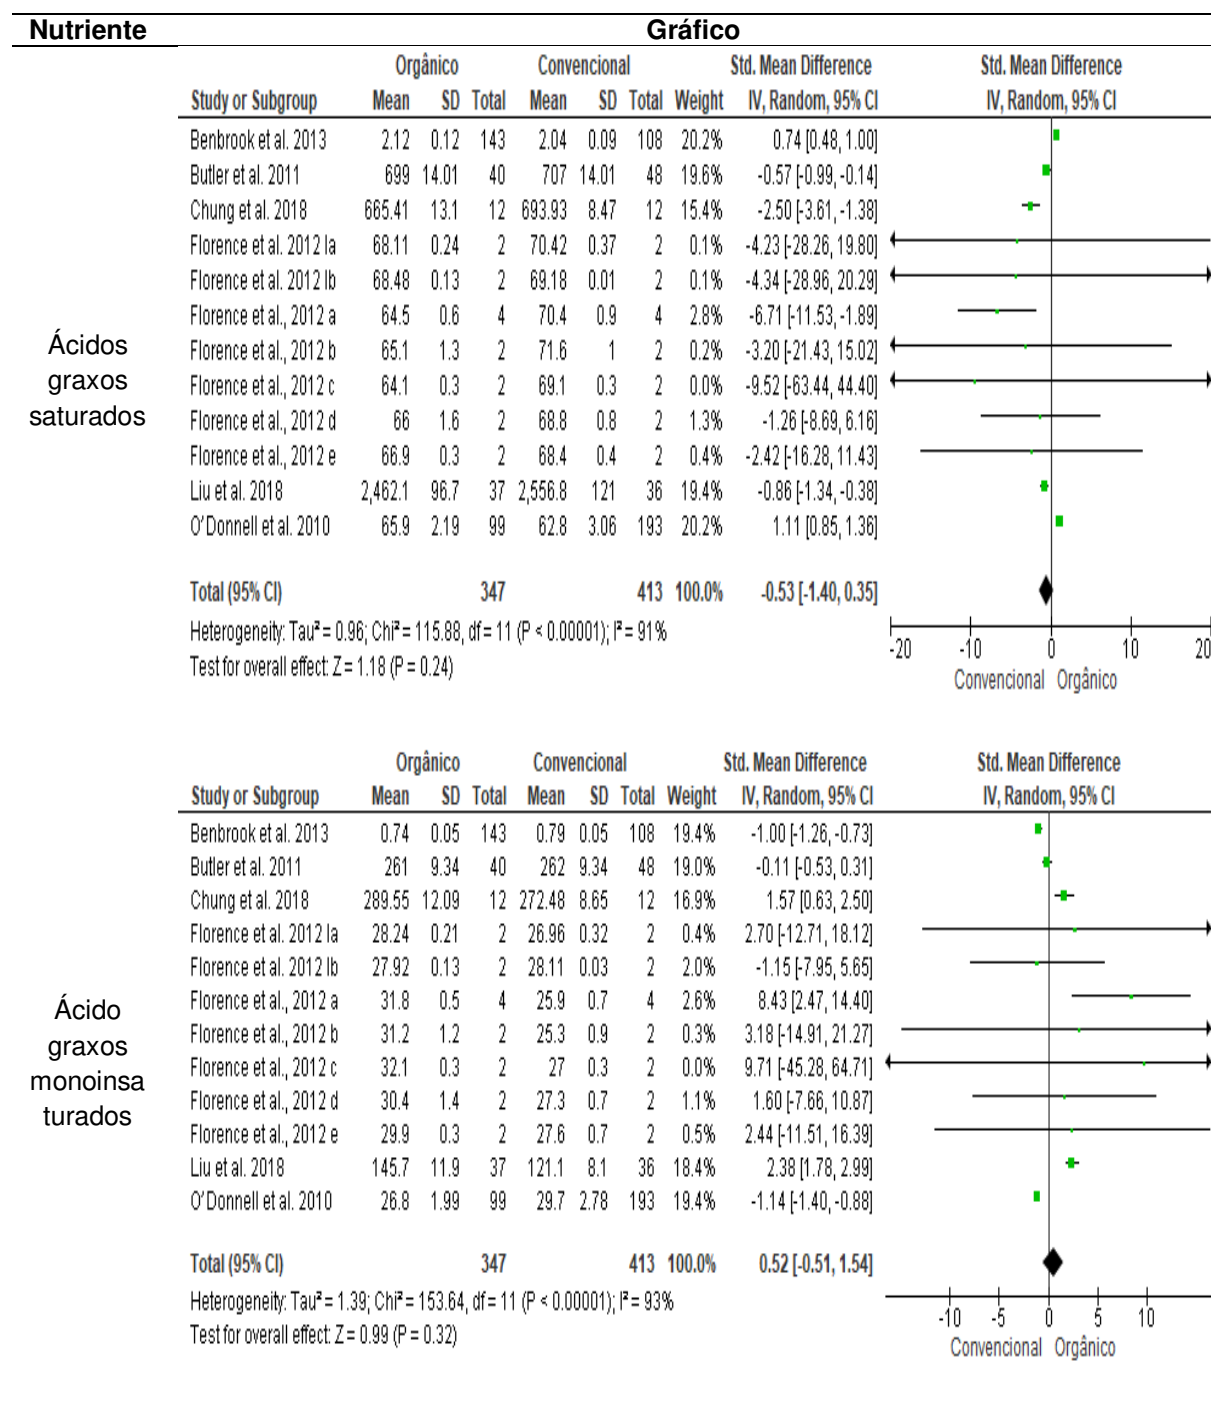 Nutriente Gráfico
Orgânico Convencional Std. Mean Difference Std. Mean Difference
Study or Subgroup Mean SD Total Mean SD Total Weight IV, Random, 95% CI IV, Random, 95% CI
Benbrook et al. 2013 2.12 0.12 143 2.04 0.09 108 20.2% 0.74 [0.48, 1.00]
Butler et al. 2011 699 14.01 40 707 14.01 48 19.6% -0.57 [-0.99, -0.14]
Chung et al. 2018 665.41 13.1 12 693.93 8.47 12 15.4% -2.50 [-3.61, -1.38]
Florence et al. 2012 Ia 68.11 0.24 2 70.42 0.37 2 0.1% -4.23 [-28.26, 19.80]
Florence et al. 2012 Ib 68.48 0.13 2 69.18 0.01 2 0.1% -4.34 [-28.96, 20.29]
Florence et al., 2012 a 64.5 0.6 4 70.4 0.9 4 2.8% -6.71 [-11.53, -1.89]
Florence et al., 2012 b 65.1 1.3 2 71.6 1 2 0.2% -3.20 [-21.43, 15.02]
Florence et al., 2012 c 64.1 0.3 2 69.1 0.3 2 0.0% -9.52 [-63.44, 44.40]
Florence et al., 2012 d 66 1.6 2 68.8 0.8 2 1.3% -1.26 [-8.69, 6.16]
Florence et al., 2012 e 66.9 0.3 2 68.4 0.4 2 0.4% -2.42 [-16.28, 11.43]
Liu et al. 2018 2,462.1 96.7 37 2,556.8 121 36 19.4% -0.86 [-1.34, -0.38]
O'Donnell et al. 2010 65.9 2.19 99 62.8 3.06 193 20.2% 1.11 [0.85, 1.36]
Total (95% CI) 347 413 100.0% -0.53 [-1.40, 0.35]
Heterogeneity: Tau² = 0.96; Chi² = 115.88, df = 11 (P < 0.00001); I² = 91%
Test for overall effect: Z = 1.18 (P = 0.24)
-20 -10 0 10 20
Convencional Orgânico
Ácidos
graxos
saturados
Orgânico Convencional Std. Mean Difference Std. Mean Difference
Study or Subgroup Mean SD Total Mean SD Total Weight IV, Random, 95% CI IV, Random, 95% CI
Benbrook et al. 2013 0.74 0.05 143 0.79 0.05 108 19.4% -1.00 [-1.26, -0.73]
Butler et al. 2011 261 9.34 40 262 9.34 48 19.0% -0.11 [-0.53, 0.31]
Chung et al. 2018 289.55 12.09 12 272.48 8.65 12 16.9% 1.57 [0.63, 2.50]
Florence et al. 2012 Ia 28.24 0.21 2 26.96 0.32 2 0.4% 2.70 [-12.71, 18.12]
Florence et al. 2012 Ib 27.92 0.13 2 28.11 0.03 2 2.0% -1.15 [-7.95, 5.65]
Florence et al., 2012 a 31.8 0.5 4 25.9 0.7 4 2.6% 8.43 [2.47, 14.40]
Florence et al., 2012 b 31.2 1.2 2 25.3 0.9 2 0.3% 3.18 [-14.91, 21.27]
Florence et al., 2012 c 32.1 0.3 2 27 0.3 2 0.0% 9.71 [-45.28, 64.71]
Florence et al., 2012 d 30.4 1.4 2 27.3 0.7 2 1.1% 1.60 [-7.66, 10.87]
Florence et al., 2012 e 29.9 0.3 2 27.6 0.7 2 0.5% 2.44 [-11.51, 16.39]
Liu et al. 2018 145.7 11.9 37 121.1 8.1 36 18.4% 2.38 [1.78, 2.99]
O'Donnell et al. 2010 26.8 1.99 99 29.7 2.78 193 19.4% -1.14 [-1.40, -0.88]
Total (95% CI) 347 413 100.0% 0.52 [-0.51, 1.54]
Heterogeneity: Tau² = 1.39; Chi² = 153.64, df = 11 (P < 0.00001); I² = 93%
Test for overall effect: Z = 0.99 (P = 0.32)
-10 -5 0 5 10
Convencional Orgânico
Ácido
graxos
monoinsa
turados